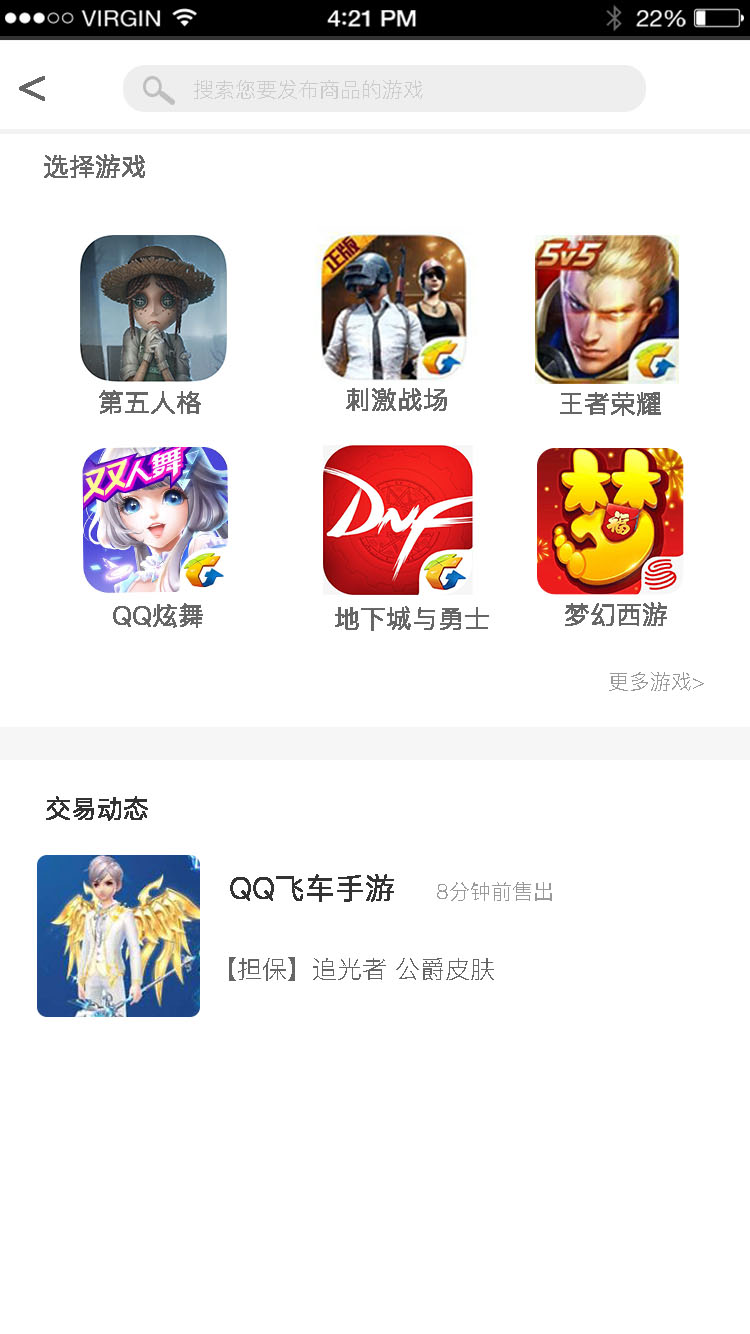 VIRGIN 4:21 PM 22%
<
搜索您要发布商品的游戏
选择游戏
正版
5v5
第五人格
刺激战场
王者荣耀
双双人舞
DNF
梦
福
QQ炫舞
地下城与勇士
梦幻西游
更多游戏>
交易动态
QQ飞车手游 8分钟前售出
【担保】追光者 公爵皮肤